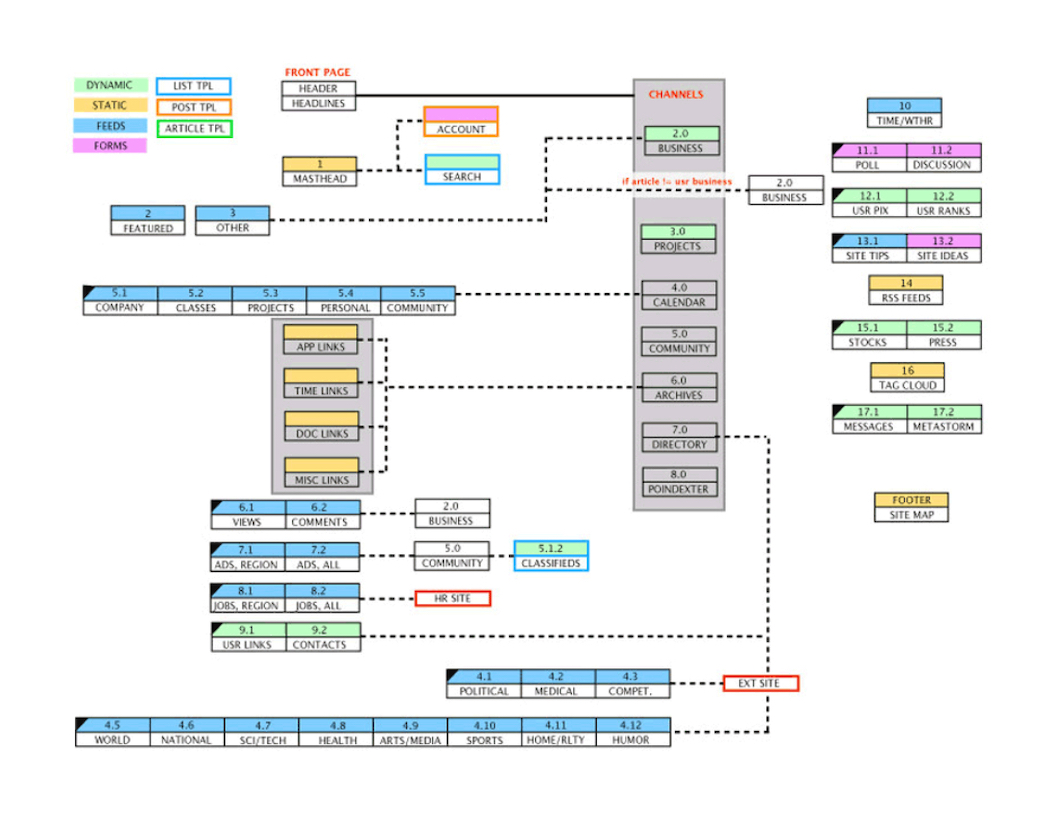 DYNAMIC
STATIC
FEEDS
FORMS
LIST TPL
POST TPL
ARTICLE TPL
FRONT PAGE
HEADER
HEADLINES
ACCOUNT
1
MASTHEAD
SEARCH
2
FEATURED
3
OTHER
CHANNELS
2.0
BUSINESS
if article != usr business
2.0
BUSINESS
3.0
PROJECTS
4.0
CALENDAR
5.0
COMMUNITY
6.0
ARCHIVES
7.0
DIRECTORY
8.0
POINDEXTER
10
TIME/WTHR
11.1 11.2
POLL DISCUSSION
12.1 12.2
USR PIX USR RANKS
13.1 13.2
SITE TIPS SITE IDEAS
14
RSS FEEDS
15.1 15.2
STOCKS PRESS
16
TAG CLOUD
17.1 17.2
MESSAGES METASTORM
FOOTER
SITE MAP
5.1 5.2 5.3 5.4 5.5
COMPANY CLASSES PROJECTS PERSONAL COMMUNITY
APP LINKS
TIME LINKS
DOC LINKS
MISC LINKS
6.1 6.2
VIEWS COMMENTS
2.0
BUSINESS
7.1 7.2
ADS, REGION ADS, ALL
5.0
COMMUNITY
5.1.2
CLASSIFIEDS
8.1 8.2
JOBS, REGION JOBS, ALL
HR SITE
9.1 9.2
USR LINKS CONTACTS
4.1 4.2 4.3
POLITICAL MEDICAL COMPET.
EXT SITE
4.5 4.6 4.7 4.8 4.9 4.10 4.11 4.12
WORLD NATIONAL SCI/TECH HEALTH ARTS/MEDIA SPORTS HOME/RLTY HUMOR